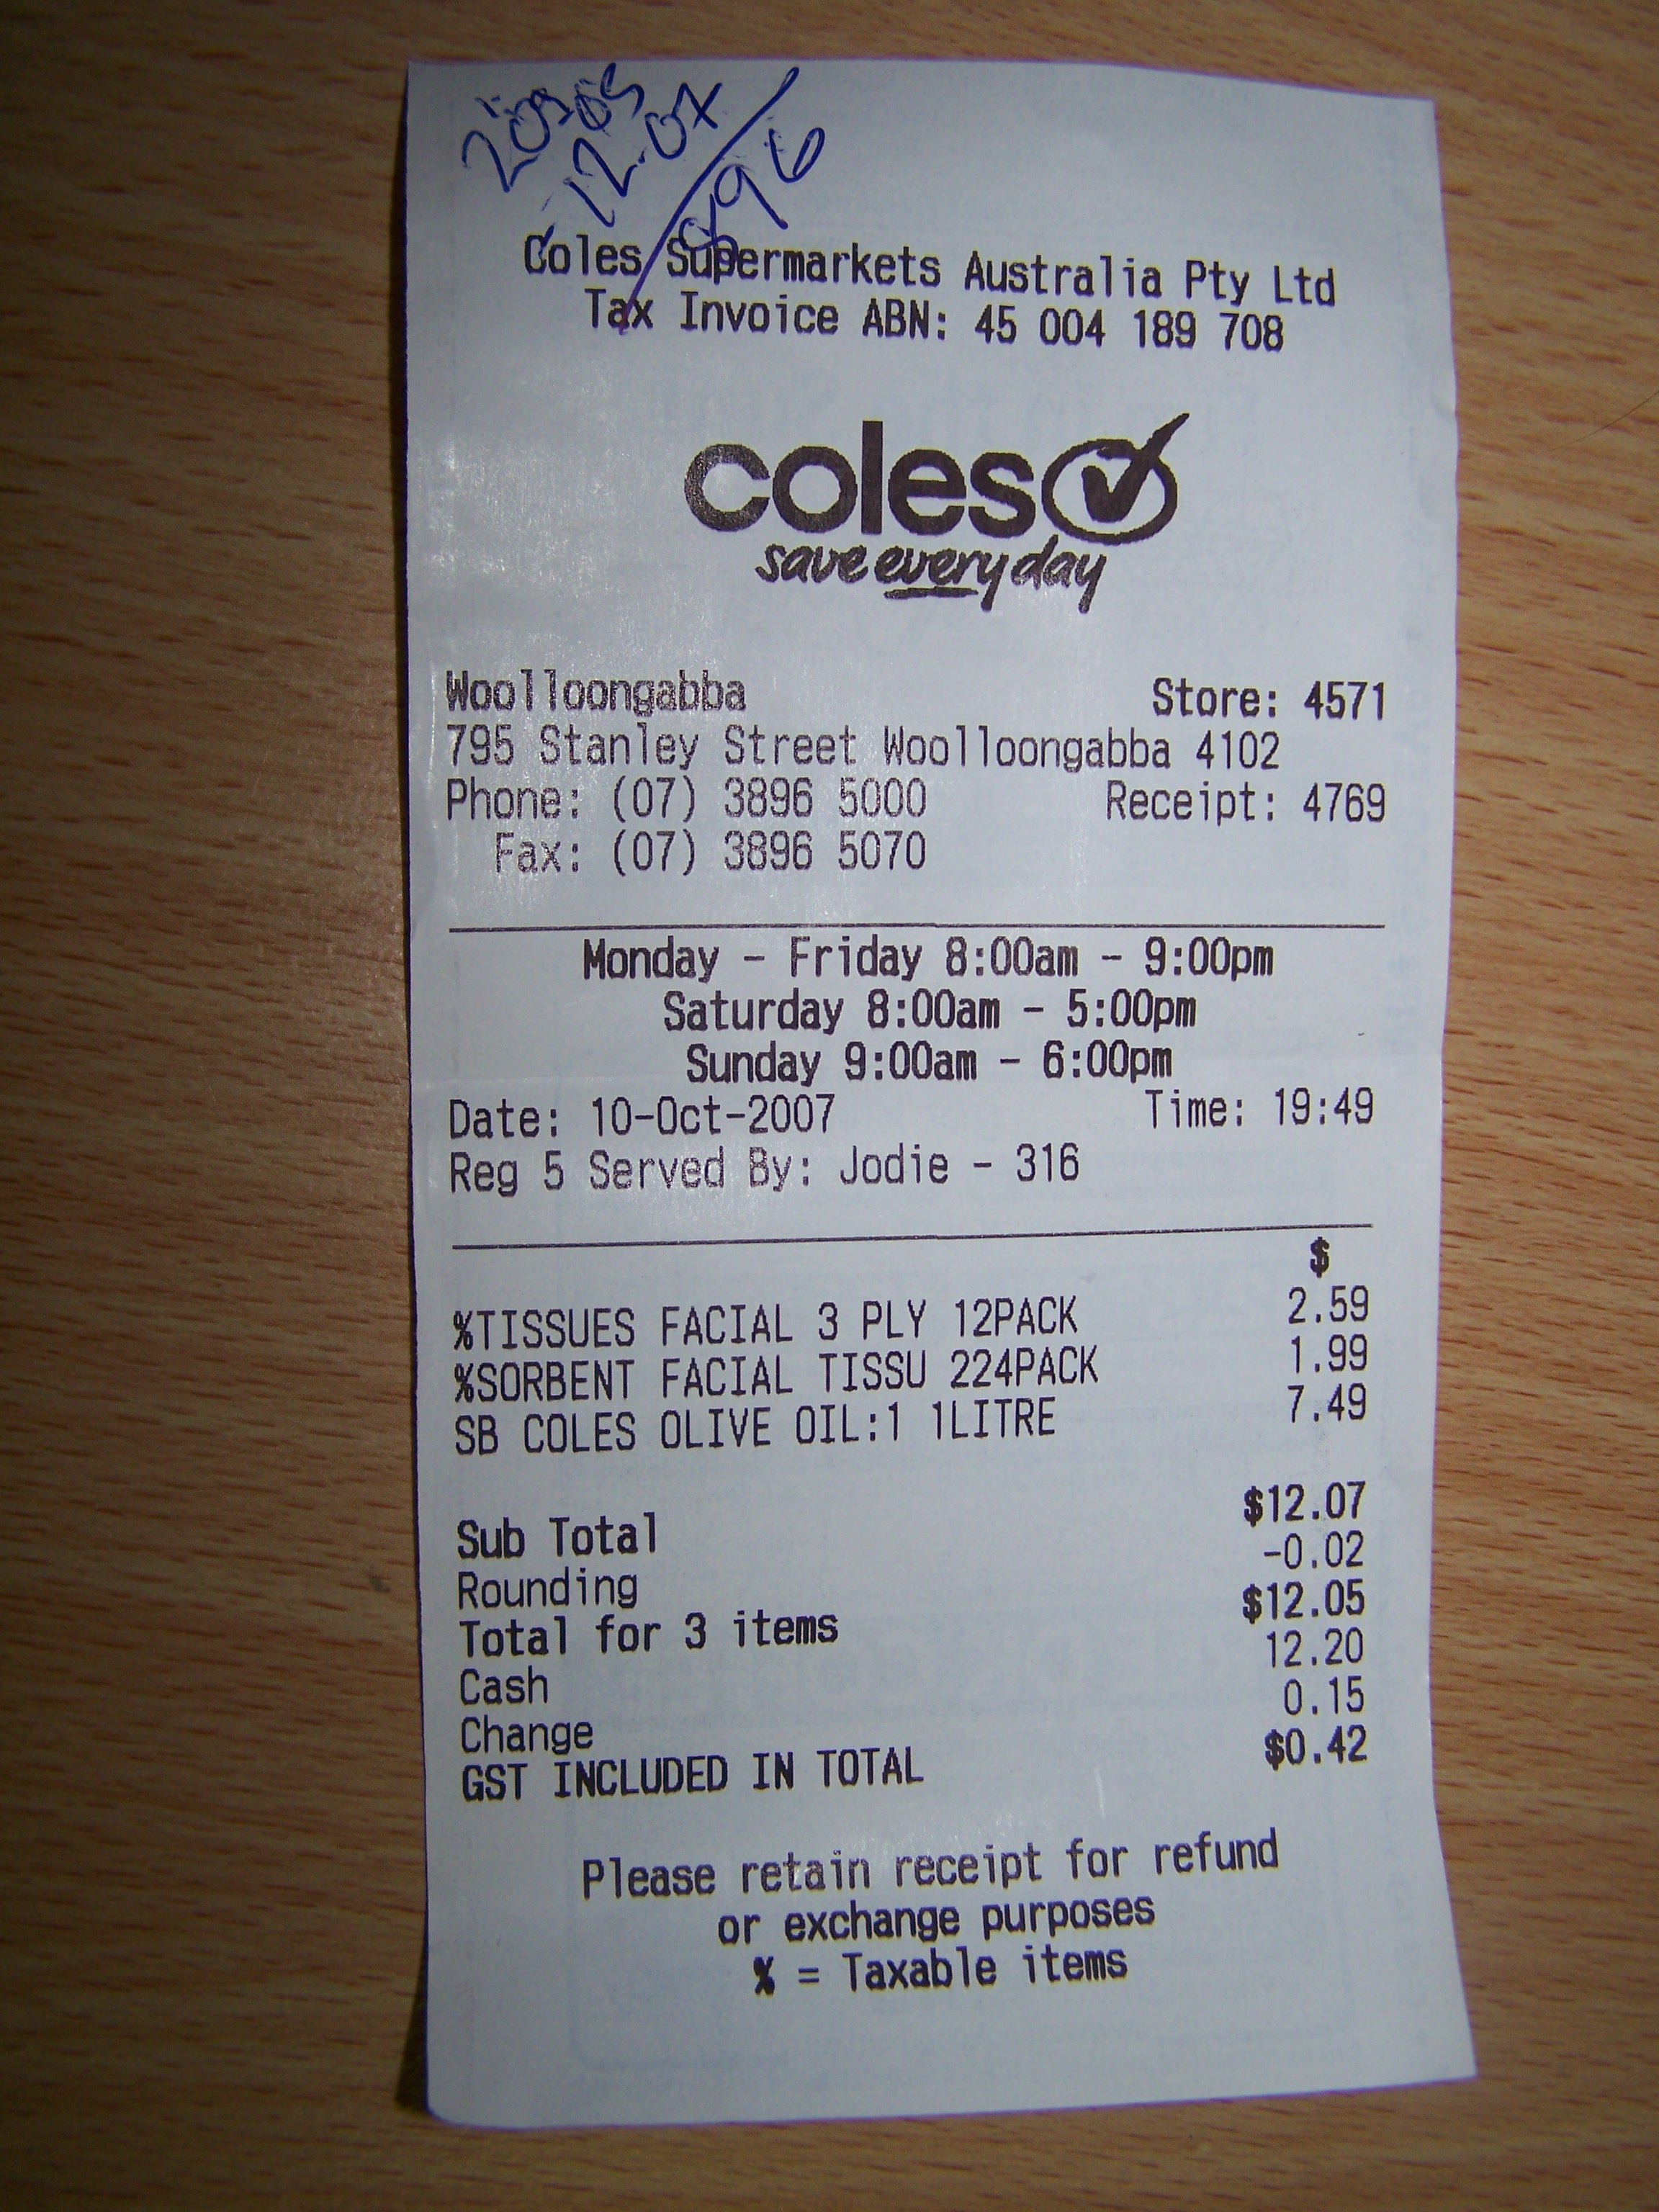 12.07
896
Coles Supermarkets Australia Pty Ltd
Tax Invoice ABN: 45 004 189 708
coles
save every day
Woolloongabba Store: 4571
795 Stanley Street Woolloongabba 4102
Phone: (07) 3896 5000 Receipt: 4769
Fax: (07) 3896 5070
Monday - Friday 8:00am - 9:00pm
Saturday 8:00am - 5:00pm
Sunday 9:00am - 6:00pm
Date: 10-Oct-2007 Time: 19:49
Reg 5 Served By: Jodie - 316
$
%TISSUES FACIAL 3 PLY 12PACK 2.59
%SORBENT FACIAL TISSU 224PACK 1.99
SB COLES OLIVE OIL:1 1LITRE 7.49
Sub Total $12.07
Rounding -0.02
Total for 3 items $12.05
Cash 12.20
Change 0.15
GST INCLUDED IN TOTAL $0.42
Please retain receipt for refund
or exchange purposes
% = Taxable items